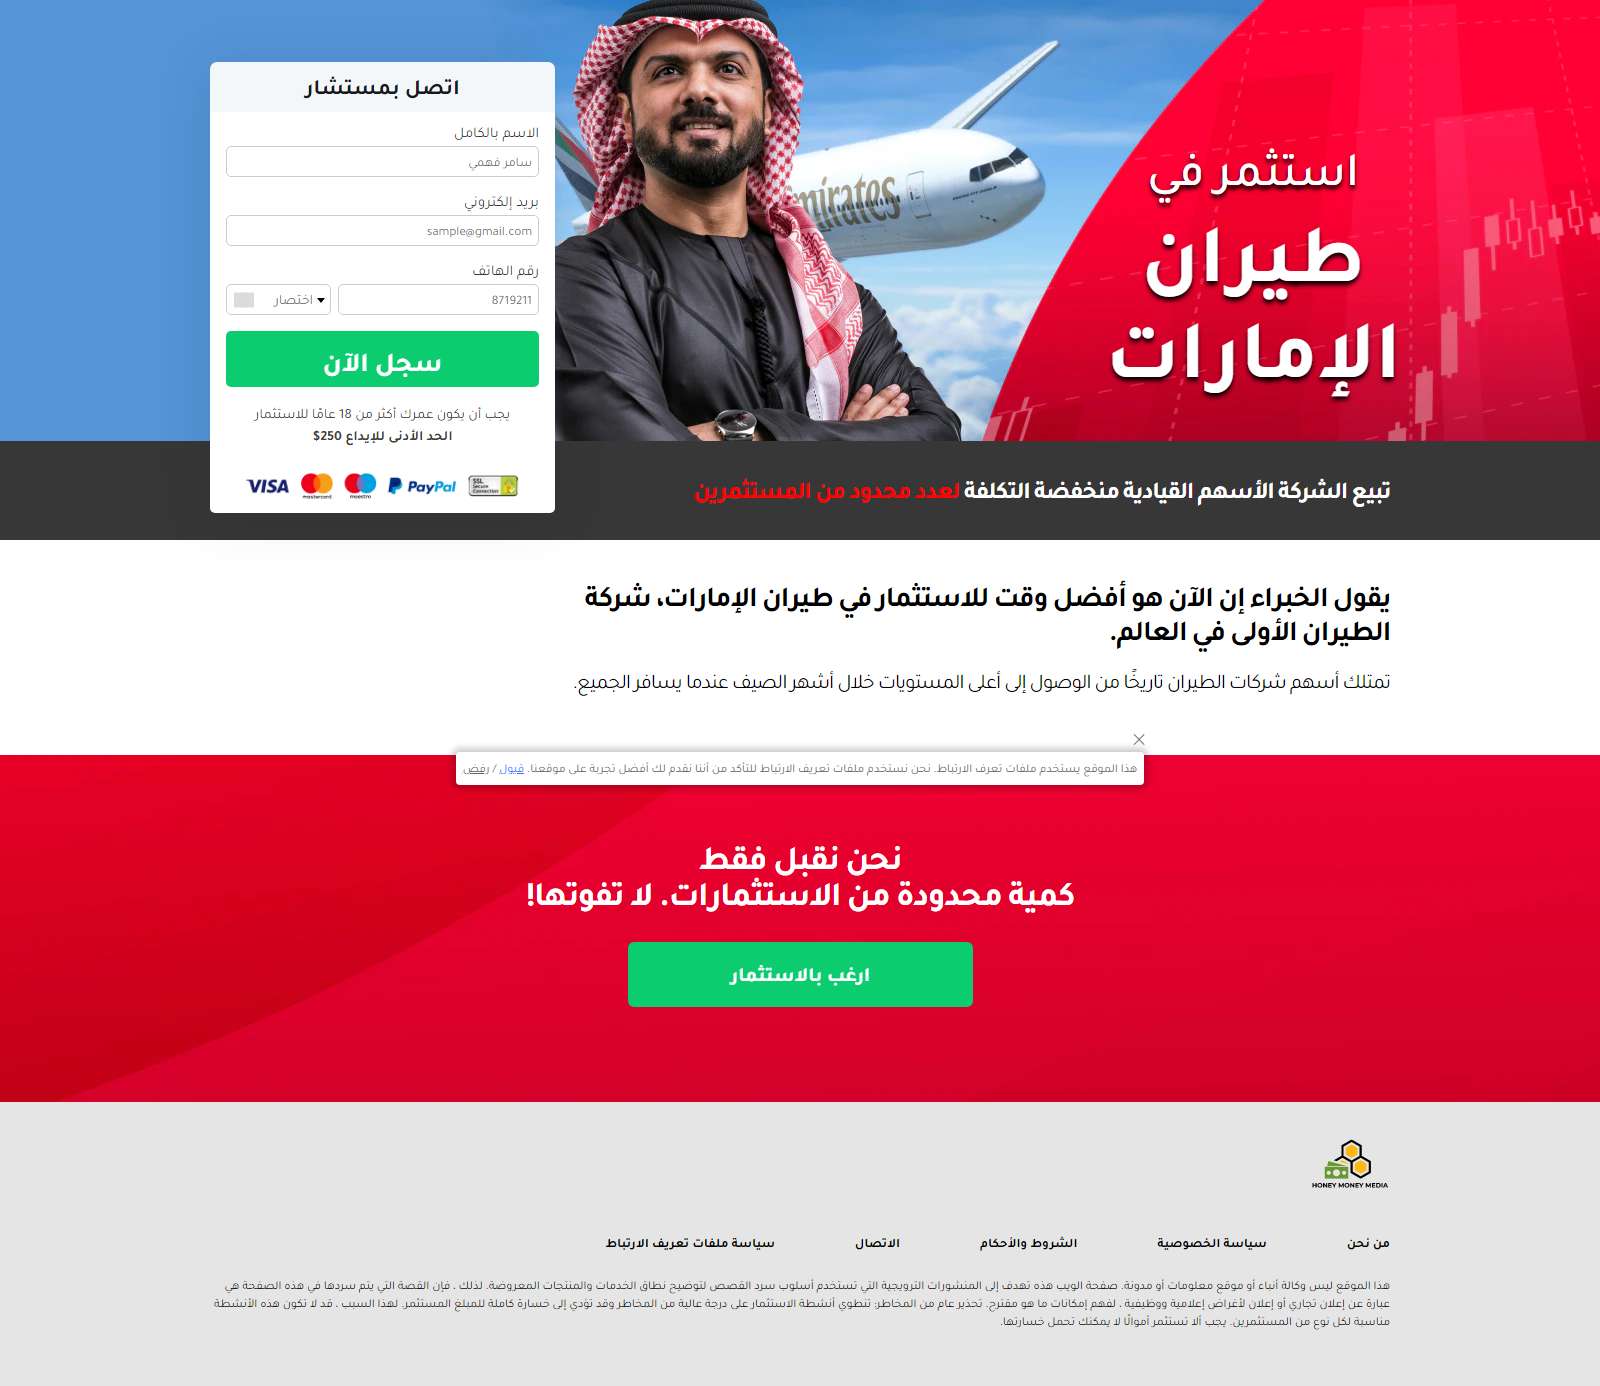 استثمر في
طيران
الإمارات
Emirates
اتصل بمستشار
الاسم بالكامل
سامر فهمي
بريد إلكتروني
sample@gmail.com
رقم الهاتف
8719211
اختصار
سجل الآن
يجب أن يكون عمرك أكثر من 18 عامًا للاستثمار
الحد الأدنى للإيداع 250$
VISA mastercard maestro PayPal SSL Secure Connection
تبيع الشركة الأسهم القيادية منخفضة التكلفة لعدد محدود من المستثمرين
يقول الخبراء إن الآن هو أفضل وقت للاستثمار في طيران الإمارات، شركة
الطيران الأولى في العالم.
تمتلك أسهم شركات الطيران تاريخًا من الوصول إلى أعلى المستويات خلال أشهر الصيف عندما يسافر الجميع.
هذا الموقع يستخدم ملفات تعرف الارتباط. نحن نستخدم ملفات تعريف الارتباط للتأكد من أننا نقدم لك أفضل تجربة على موقعنا. قبول / رفض
نحن نقبل فقط
كمية محدودة من الاستثمارات. لا تفوتها!
ارغب بالاستثمار
HONEY MONEY MEDIA
من نحن
سياسة الخصوصية
الشروط والأحكام
الاتصال
سياسة ملفات تعريف الارتباط
هذا الموقع ليس وكالة أنباء أو موقع معلومات أو مدونة. صفحة الويب هذه تهدف إلى المنشورات الترويجية التي تستخدم أسلوب سرد القصص لتوضيح نطاق الخدمات والمنتجات المعروضة. لذلك ، فإن القصة التي يتم سردها في هذه الصفحة هي
عبارة عن إعلان تجاري أو إعلان لأغراض إعلامية ووظيفية ، لفهم إمكانات ما هو مقترح. تحذير عام من المخاطر: تنطوي أنشطة الاستثمار على درجة عالية من المخاطر وقد تؤدي إلى خسارة كاملة للمبلغ المستثمر. لهذا السبب ، قد لا تكون هذه الأنشطة
مناسبة لكل نوع من المستثمرين. يجب ألا تستثمر أموالًا لا يمكنك تحمل خسارتها.